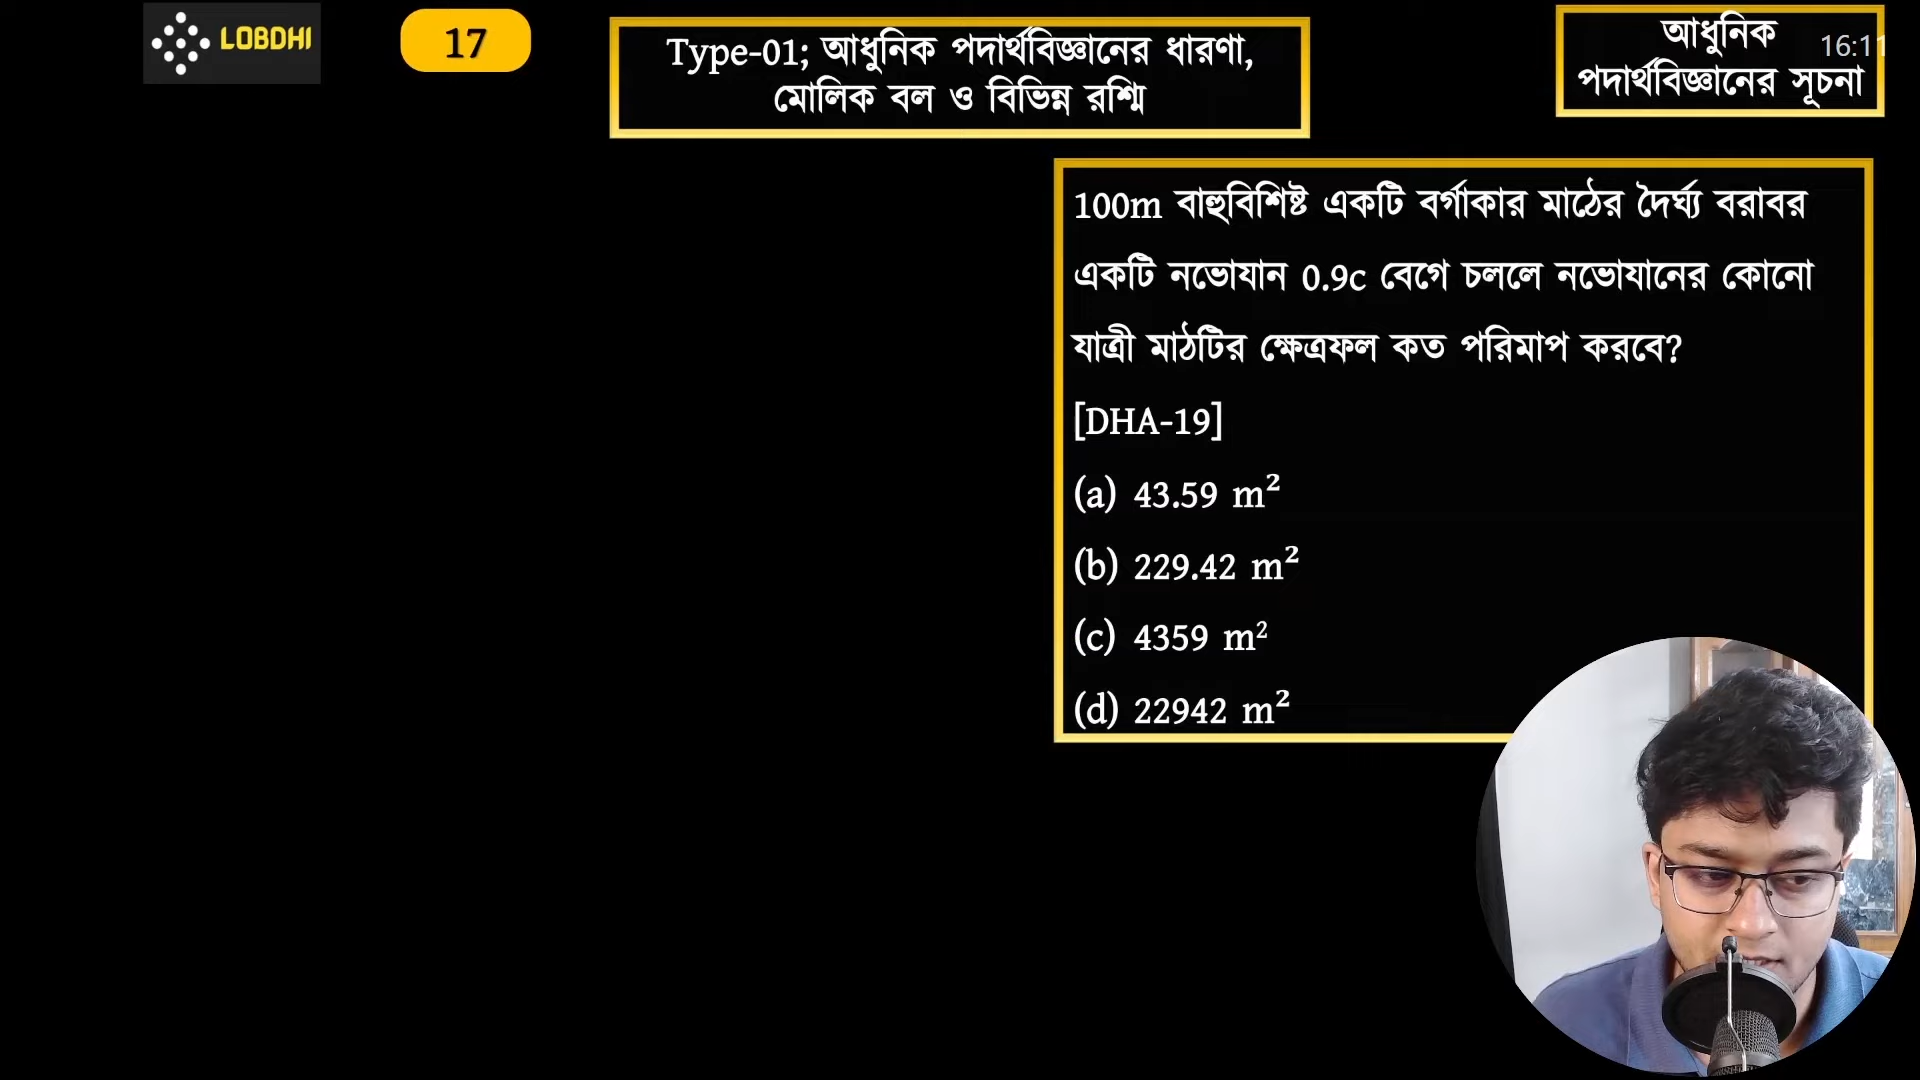 LOBDHI
17
Type-01; আধুনিক পদার্থবিজ্ঞানের ধারণা,
মোলিক বল ও বিভিন্ন রশ্মি
আধুনিক
পদার্থবিজ্ঞানের সূচনা
16:11
100m বাহুবিশিষ্ট একটি বর্গাকার মাঠের দৈর্ঘ্য বরাবর
একটি নভোযান 0.9c বেগে চললে নভোযানের কোনো
যাত্রী মাঠটির ক্ষেত্রফল কত পরিমাপ করবে?
[DHA-19]
(a) 43.59 m²
(b) 229.42 m²
(c) 4359 m²
(d) 22942 m²